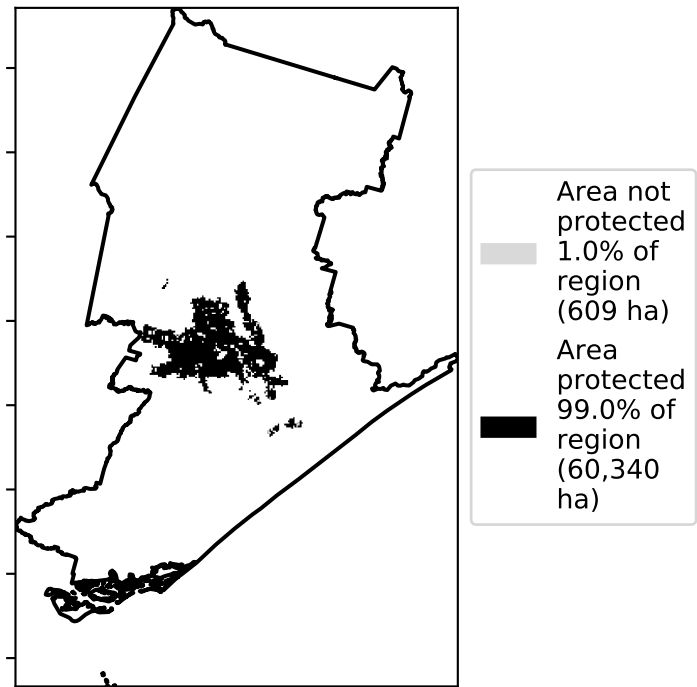 Area not
protected
1.0% of
region
(609 ha)
Area
protected
99.0% of
region
(60,340
ha)